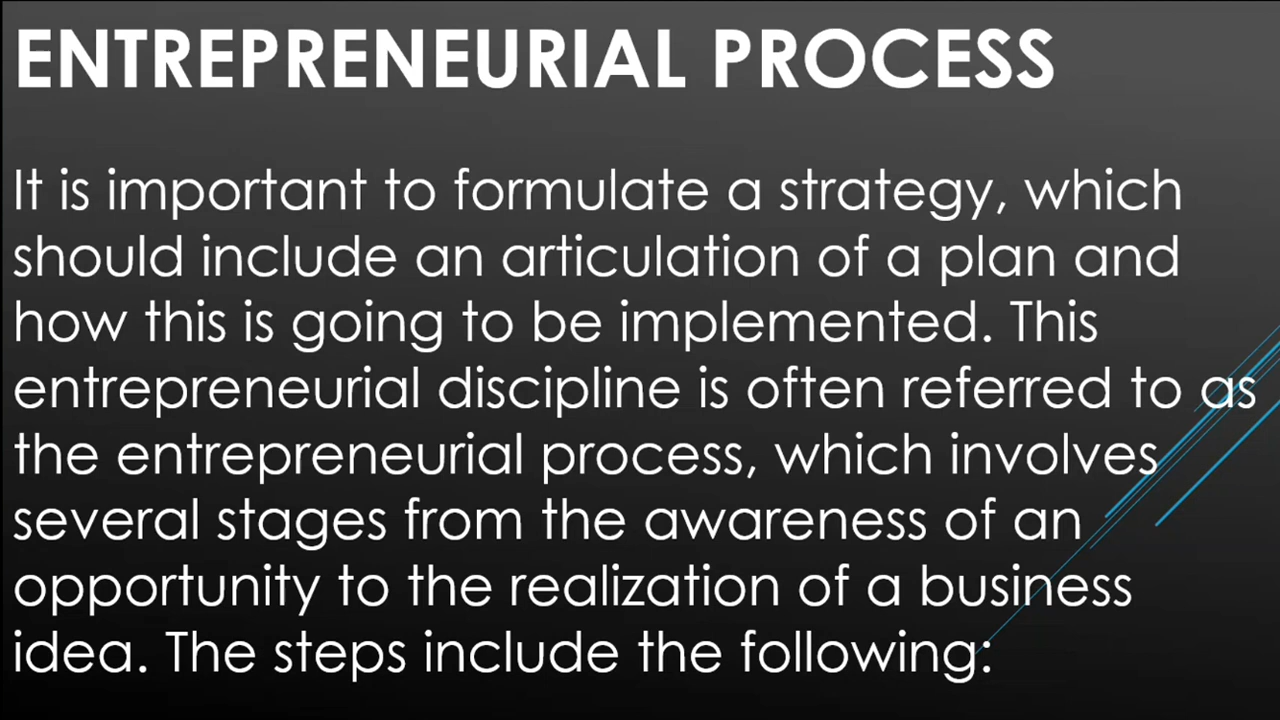 ENTREPRENEURIAL PROCESS
It is important to formulate a strategy, which
should include an articulation of a plan and
how this is going to be implemented. This
entrepreneurial discipline is often referred to as
the entrepreneurial process, which involves
several stages from the awareness of an
opportunity to the realization of a business
idea. The steps include the following: